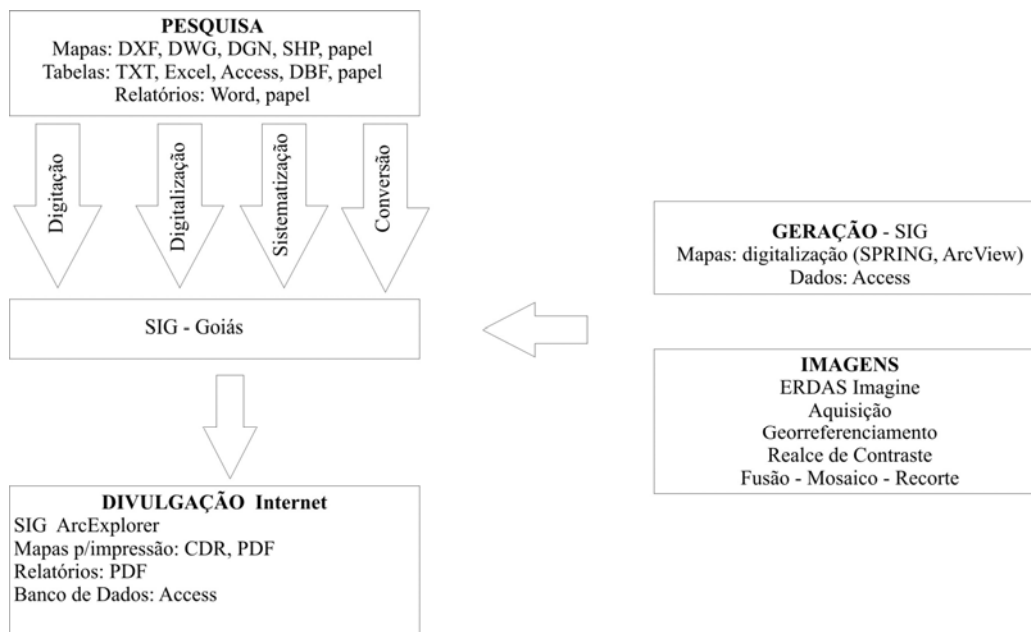 PESQUISA
Mapas: DXF, DWG, DGN, SHP, papel
Tabelas: TXT, Excel, Access, DBF, papel
Relatórios: Word, papel
Digitação
Digitalização
Sistematização
Conversão
SIG - Goiás
GERAÇÃO - SIG
Mapas: digitalização (SPRING, ArcView)
Dados: Access
IMAGENS
ERDAS Imagine
Aquisição
Georreferenciamento
Realce de Contraste
Fusão - Mosaico - Recorte
DIVULGAÇÃO Internet
SIG ArcExplorer
Mapas p/impressão: CDR, PDF
Relatórios: PDF
Banco de Dados: Access